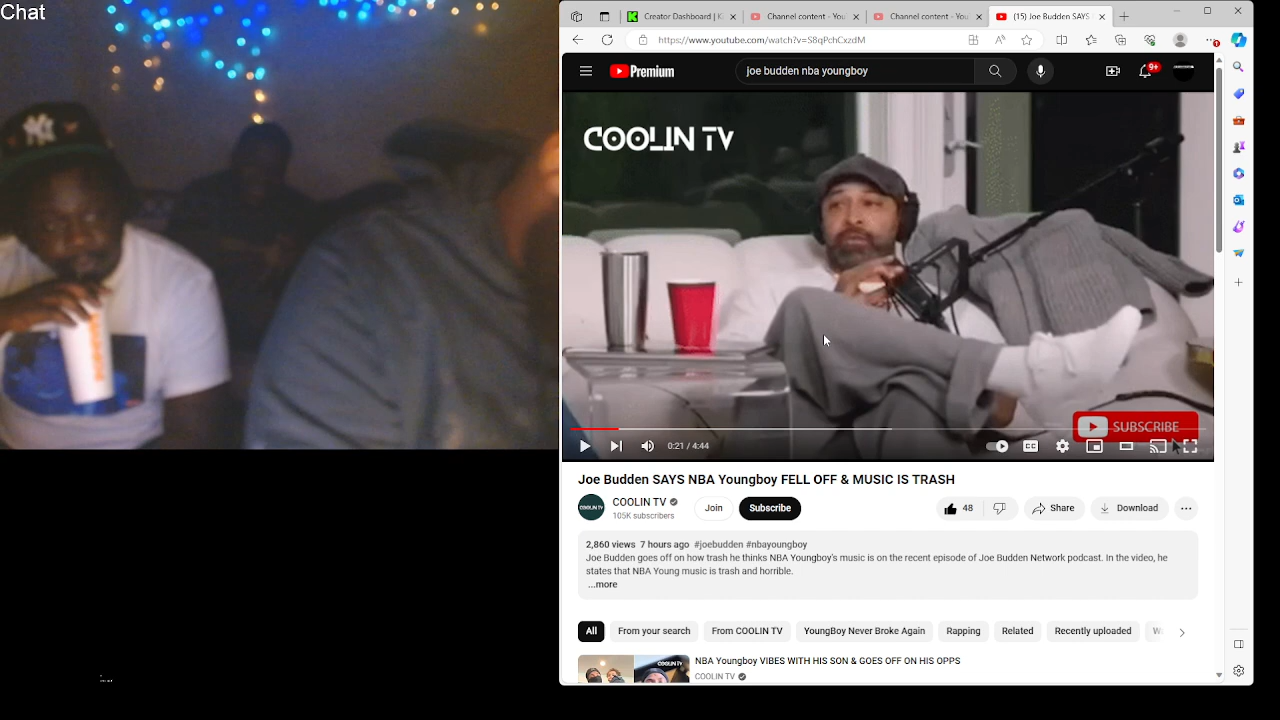 Chat
Creator Dashboard | K
Channel content - You
Channel content - You
(15) Joe Budden SAYS
https://www.youtube.com/watch?v=S8qPchCxzdM
Premium
joe budden nba youngboy
9+
COOLIN TV
SUBSCRIBE
0:21 / 4:44
Joe Budden SAYS NBA Youngboy FELL OFF & MUSIC IS TRASH
COOLIN TV
105K subscribers
Join
Subscribe
48
Share
Download
2,860 views 7 hours ago #joebudden #nbayoungboy
Joe Budden goes off on how trash he thinks NBA Youngboy's music is on the recent episode of Joe Budden Network podcast. In the video, he
states that NBA Young music is trash and horrible.
...more
All
From your search
From COOLIN TV
YoungBoy Never Broke Again
Rapping
Related
Recently uploaded
NBA Youngboy VIBES WITH HIS SON & GOES OFF ON HIS OPPS
COOLIN TV